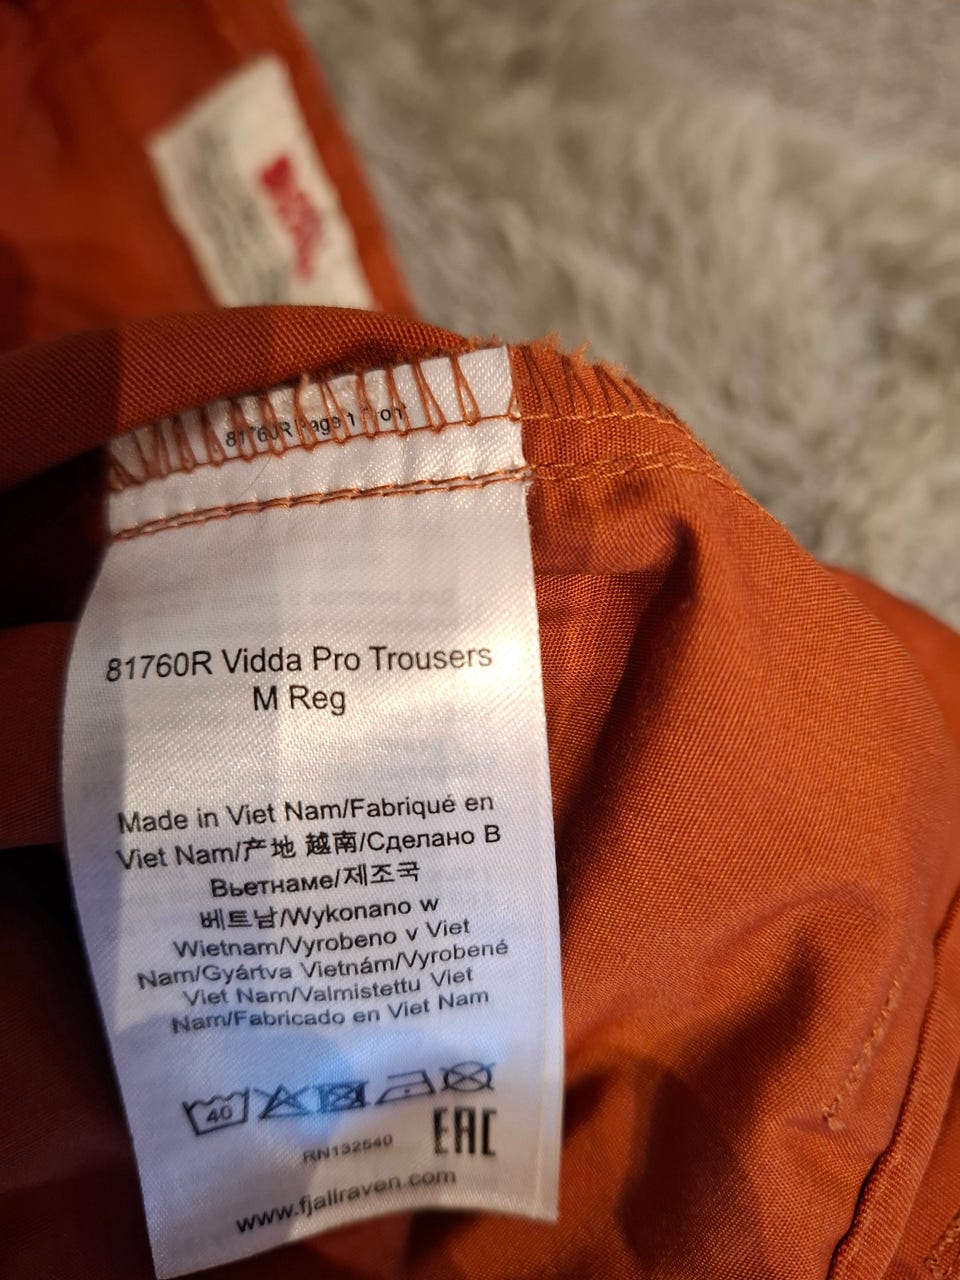 81760R Page 1 Front
81760R Vidda Pro Trousers
M Reg
Made in Viet Nam/Fabriqué en
Viet Nam/产地 越南/Сделано В
Вьетнаме/제조국
베트남/Wykonano w
Wietnam/Vyrobeno v Viet
Nam/Gyártva Vietnám/Vyrobené
Viet Nam/Valmistettu Viet
Nam/Fabricado en Viet Nam
40
EAC
RN132540
www.fjallraven.com